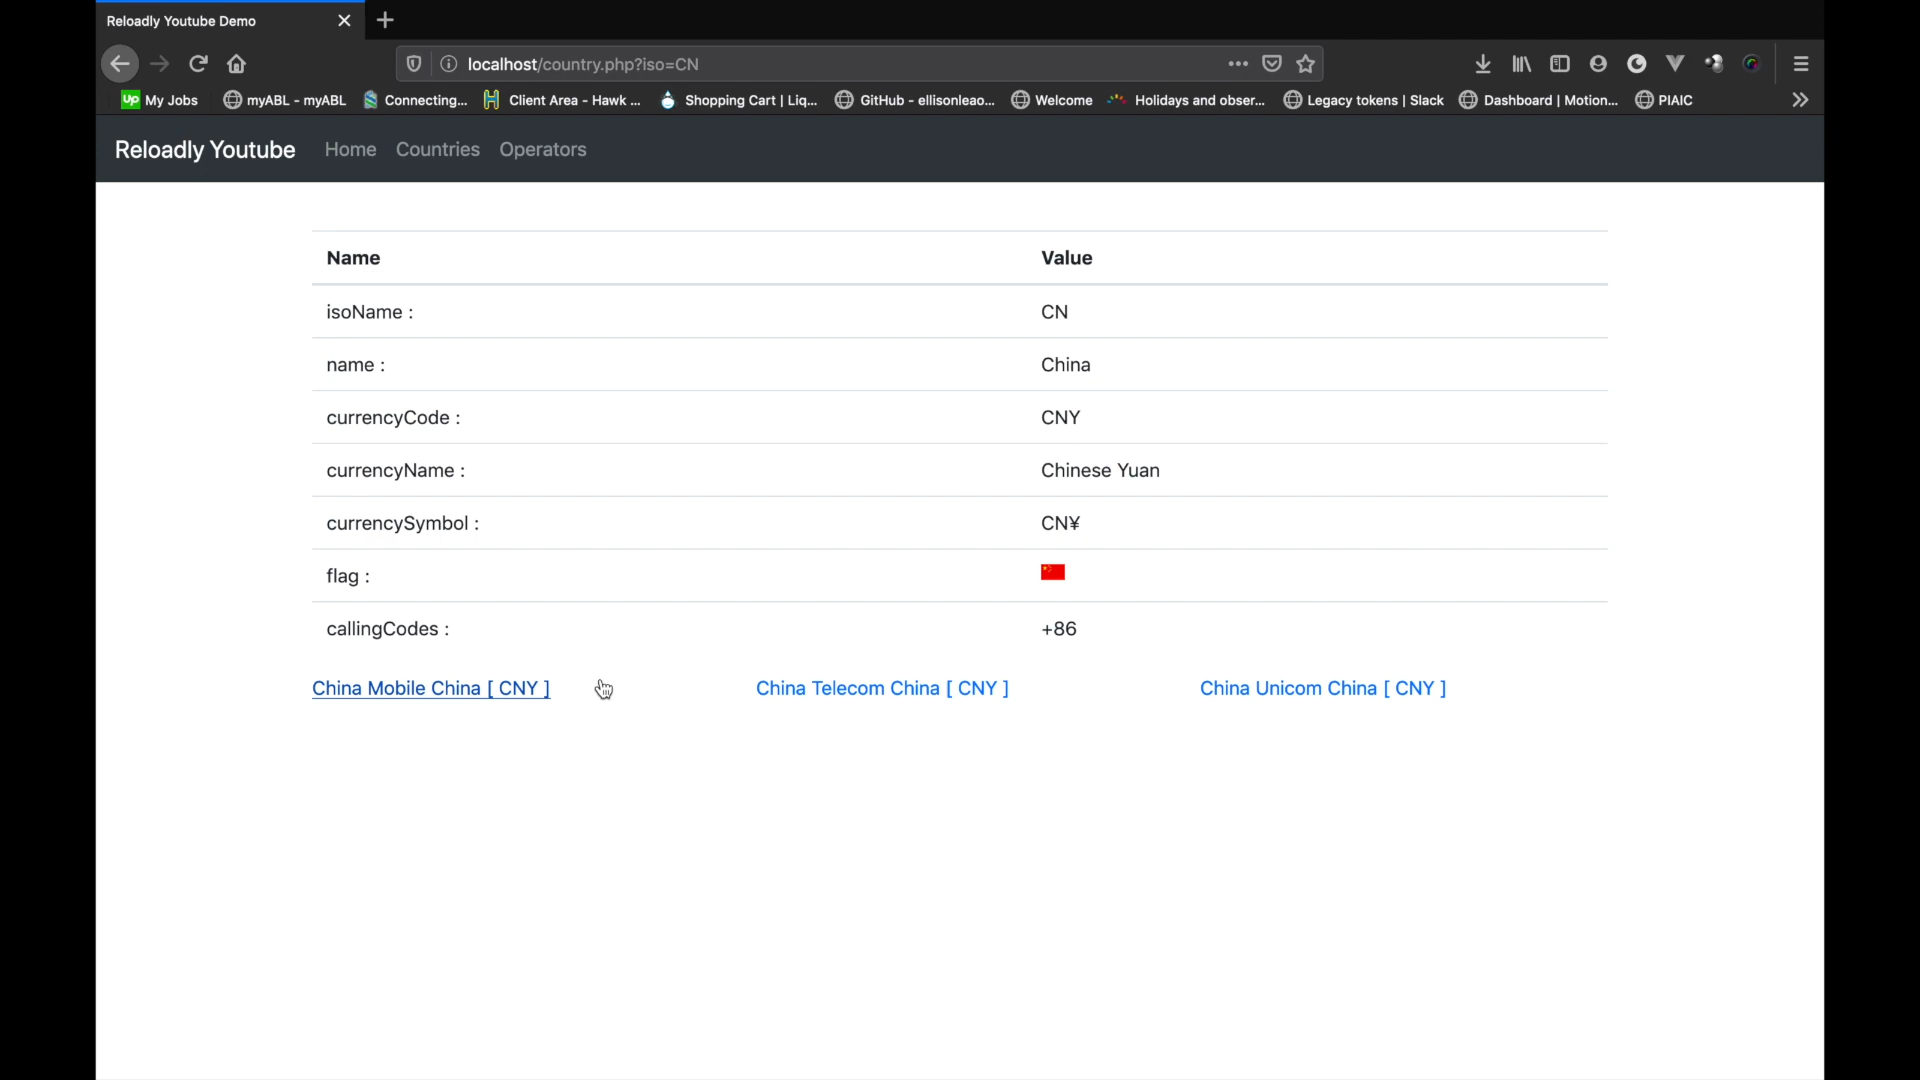 Reloadly Youtube Demo
localhost/country.php?iso=CN
Up My Jobs myABL - myABL Connecting... Client Area - Hawk ... Shopping Cart | Liq... GitHub - ellisonleao... Welcome Holidays and obser... Legacy tokens | Slack Dashboard | Motion... PIAIC
Reloadly Youtube Home Countries Operators
Name Value
isoName : CN
name : China
currencyCode : CNY
currencyName : Chinese Yuan
currencySymbol : CN¥
flag :
callingCodes : +86
China Mobile China [ CNY ] China Telecom China [ CNY ] China Unicom China [ CNY ]